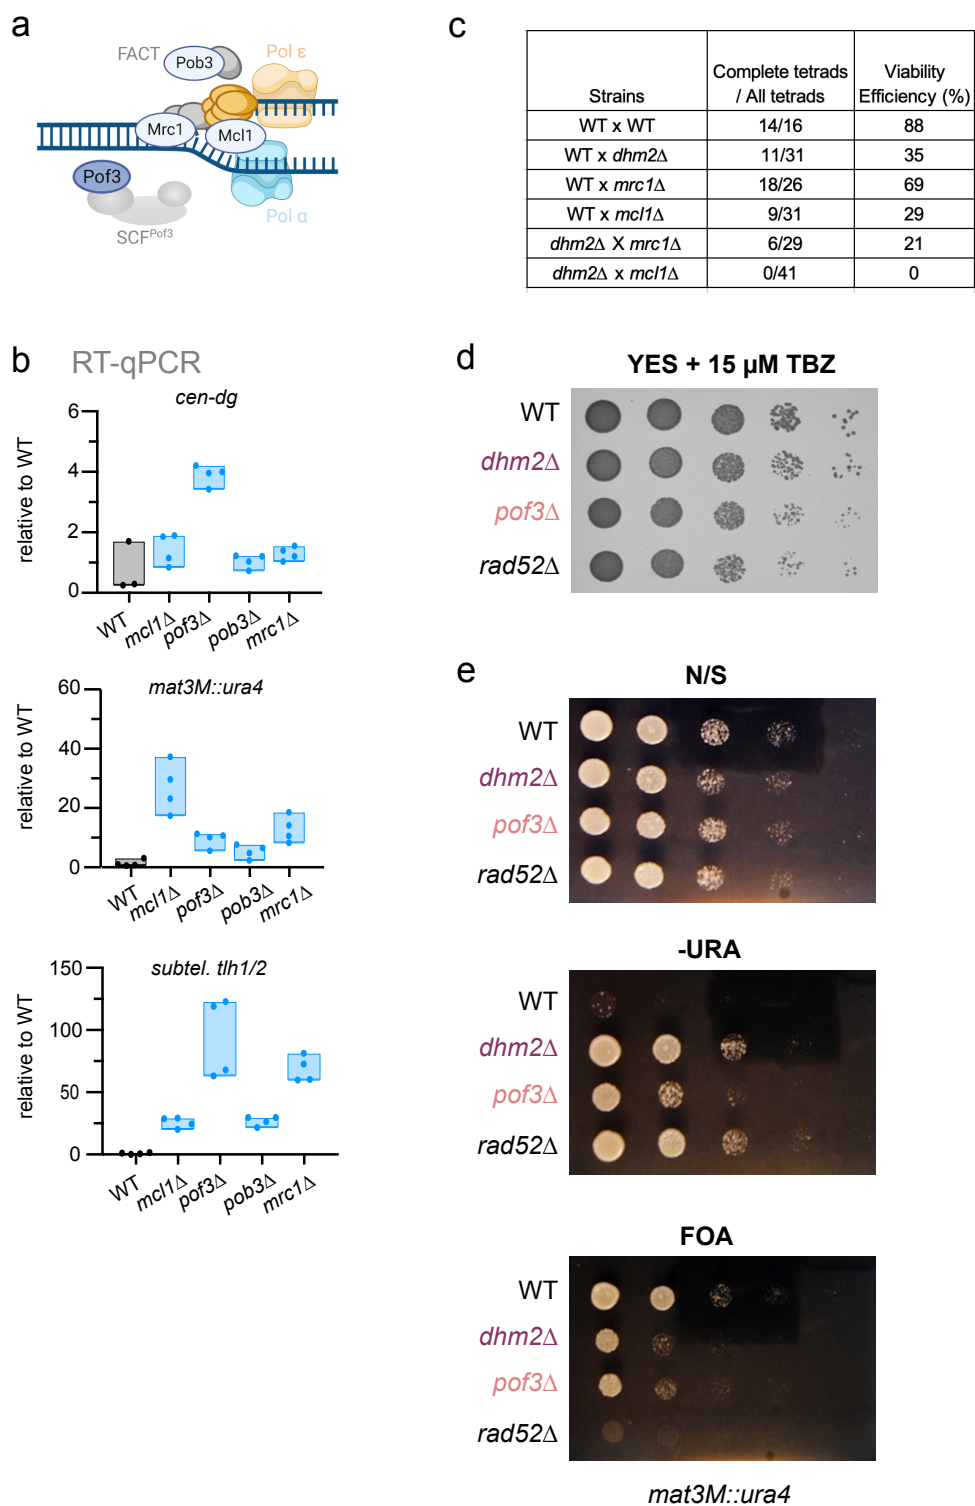 a
FACT
Pob3
Pol ε
Mrc1
Mcl1
Pof3
Pol α
SCFPof3
c
Strains
Complete tetrads / All tetrads
Viability Efficiency (%)
WT x WT 14/16 88
WT x dhm2Δ 11/31 35
WT x mrc1Δ 18/26 69
WT x mcl1Δ 9/31 29
dhm2Δ X mrc1Δ 6/29 21
dhm2Δ x mcl1Δ 0/41 0
b
RT-qPCR
cen-dg
relative to WT
6
4
2
0
WT
mcl1Δ
pof3Δ
pob3Δ
mrc1Δ
mat3M::ura4
relative to WT
60
40
20
0
WT
mcl1Δ
pof3Δ
pob3Δ
mrc1Δ
subtel. tlh1/2
relative to WT
150
100
50
0
WT
mcl1Δ
pof3Δ
pob3Δ
mrc1Δ
d
YES + 15 µM TBZ
WT
dhm2Δ
pof3Δ
rad52Δ
e
N/S
WT
dhm2Δ
pof3Δ
rad52Δ
-URA
WT
dhm2Δ
pof3Δ
rad52Δ
FOA
WT
dhm2Δ
pof3Δ
rad52Δ
mat3M::ura4